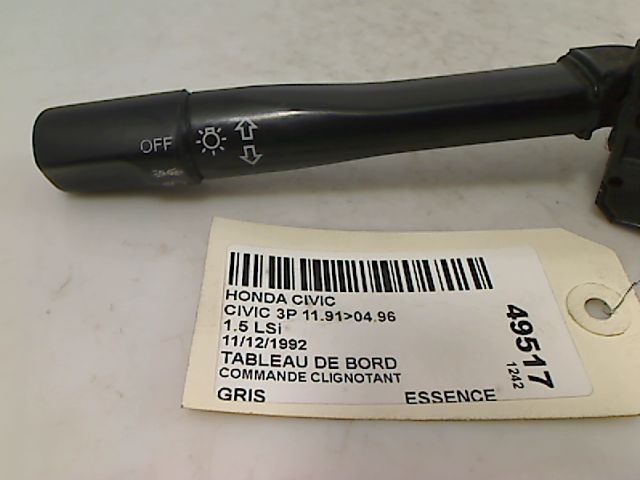 OFF
HONDA CIVIC
CIVIC 3P 11.91>04.96
1.5 LSi
11/12/1992
TABLEAU DE BORD
COMMANDE CLIGNOTANT
GRIS ESSENCE
49517
1242